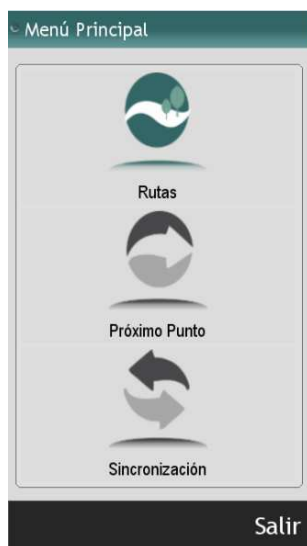 Menú Principal
Rutas
Próximo Punto
Sincronización
Salir